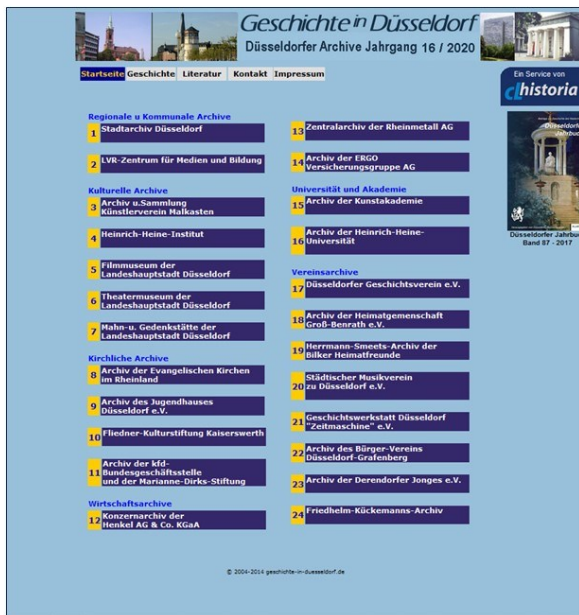 Geschichte in Düsseldorf
Düsseldorfer Archive Jahrgang 16 / 2020
Startseite Geschichte Literatur Kontakt Impressum
Ein Service von
clhistoria
Düsseldorfer Jahrbuch
Band 87 - 2017
Regionale u Kommunale Archive
1 Stadtarchiv Düsseldorf
2 LVR-Zentrum für Medien und Bildung
Kulturelle Archive
3 Archiv u.Sammlung
Künstlerverein Malkasten
4 Heinrich-Heine-Institut
5 Filmmuseum der
Landeshauptstadt Düsseldorf
6 Theatermuseum der
Landeshauptstadt Düsseldorf
7 Mahn-u. Gedenkstätte der
Landeshauptstadt Düsseldorf
Kirchliche Archive
8 Archiv der Evangelischen Kirchen
im Rheinland
9 Archiv des Jugendhauses
Düsseldorf e.V.
10 Fliedner-Kulturstiftung Kaiserswerth
11 Archiv der kfd-
Bundesgeschäftsstelle
und der Marianne-Dirks-Stiftung
Wirtschaftsarchive
12 Konzernarchiv der
Henkel AG & Co. KGaA
13 Zentralarchiv der Rheinmetall AG
14 Archiv der ERGO
Versicherungsgruppe AG
Universität und Akademie
15 Archiv der Kunstakademie
16 Archiv der Heinrich-Heine-
Universität
Vereinsarchive
17 Düsseldorfer Geschichtsverein e.V.
18 Archiv der Heimatgemenschaft
Groß-Benrath e.V.
19 Herrmann-Smeets-Archiv der
Bilker Heimatfreunde
20 Städtischer Musikverein
zu Düsseldorf e.V.
21 Geschichtswerkstatt Düsseldorf
"Zeitmaschine" e.V.
22 Archiv des Bürger-Vereins
Düsseldorf-Grafenberg
23 Archiv der Derendorfer Jonges e.V.
24 Friedhelm-Kückemanns-Archiv
© 2004-2014 geschichte-in-duesseldorf.de